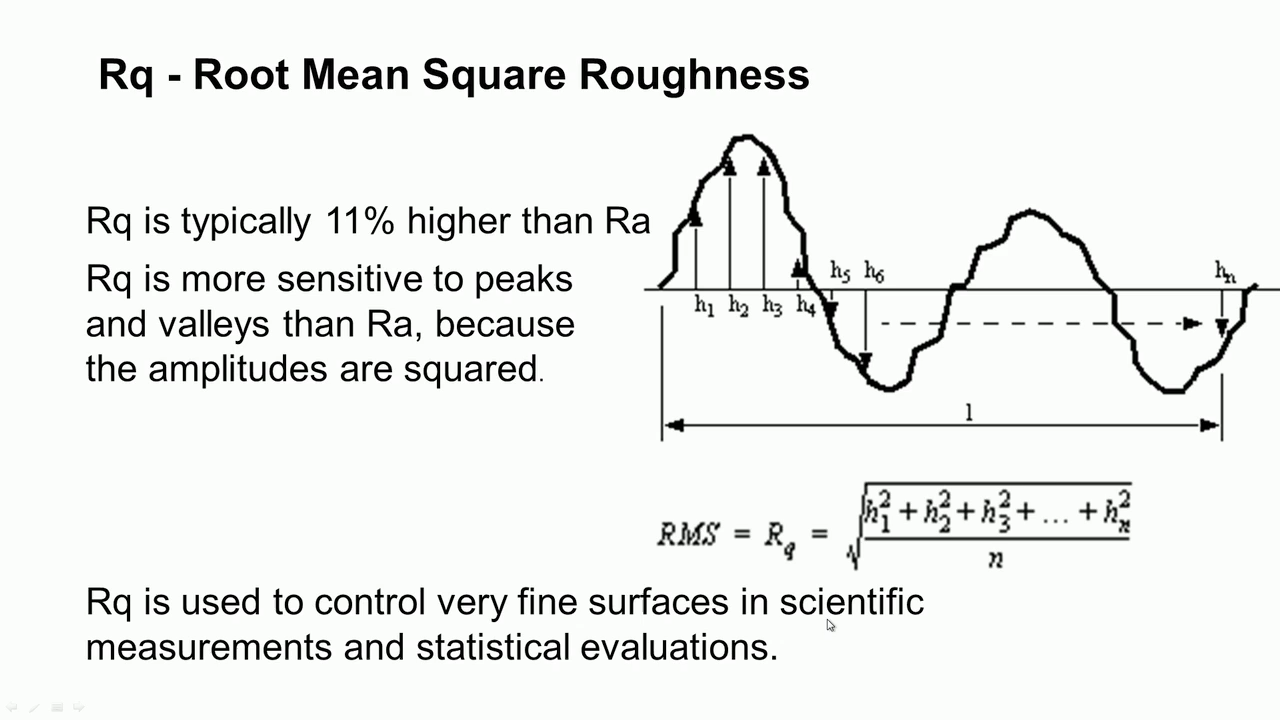 Rq - Root Mean Square Roughness
Rq is typically 11% higher than Ra
Rq is more sensitive to peaks
and valleys than Ra, because
the amplitudes are squared.
h₅ h₆ hₙ
h₁ h₂ h₃ h₄
l
RMS = R_q = √((h₁² + h₂² + h₃² + ... + hₙ²)/n)
Rq is used to control very fine surfaces in scientific
measurements and statistical evaluations.